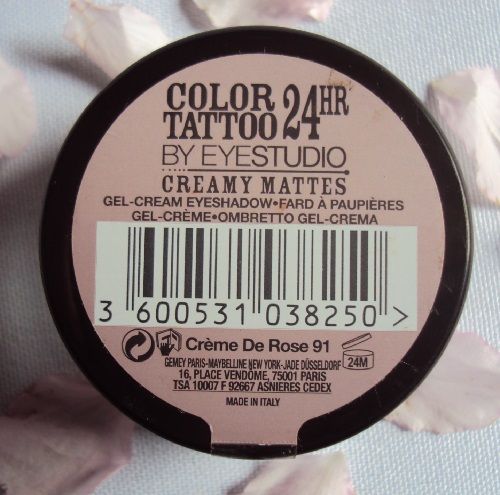 COLOR 24HR
TATTOO
BY EYESTUDIO
CREAMY MATTES
GEL-CREAM EYESHADOW•FARD À PAUPIÈRES
GEL-CRÈME•OMBRETTO GEL-CREMA
3 600531 038250 >
Crème De Rose 91
24M
GEMEY PARIS-MAYBELLINE NEW YORK-JADE DÜSSELDORF
16, PLACE VENDÔME, 75001 PARIS
TSA 10007 F 92667 ASNIERES CEDEX
MADE IN ITALY